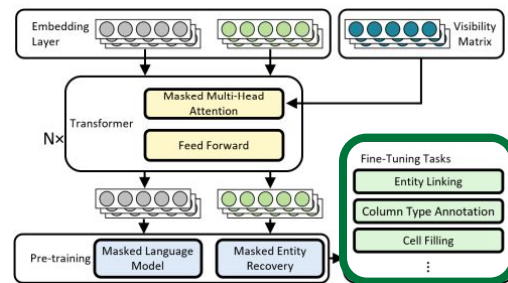 Embedding
Layer
Visibility
Matrix
Masked Multi-Head
Attention
Transformer
N×
Feed Forward
Fine-Tuning Tasks
Entity Linking
Column Type Annotation
Cell Filling
⋮
Pre-training
Masked Language
Model
Masked Entity
Recovery